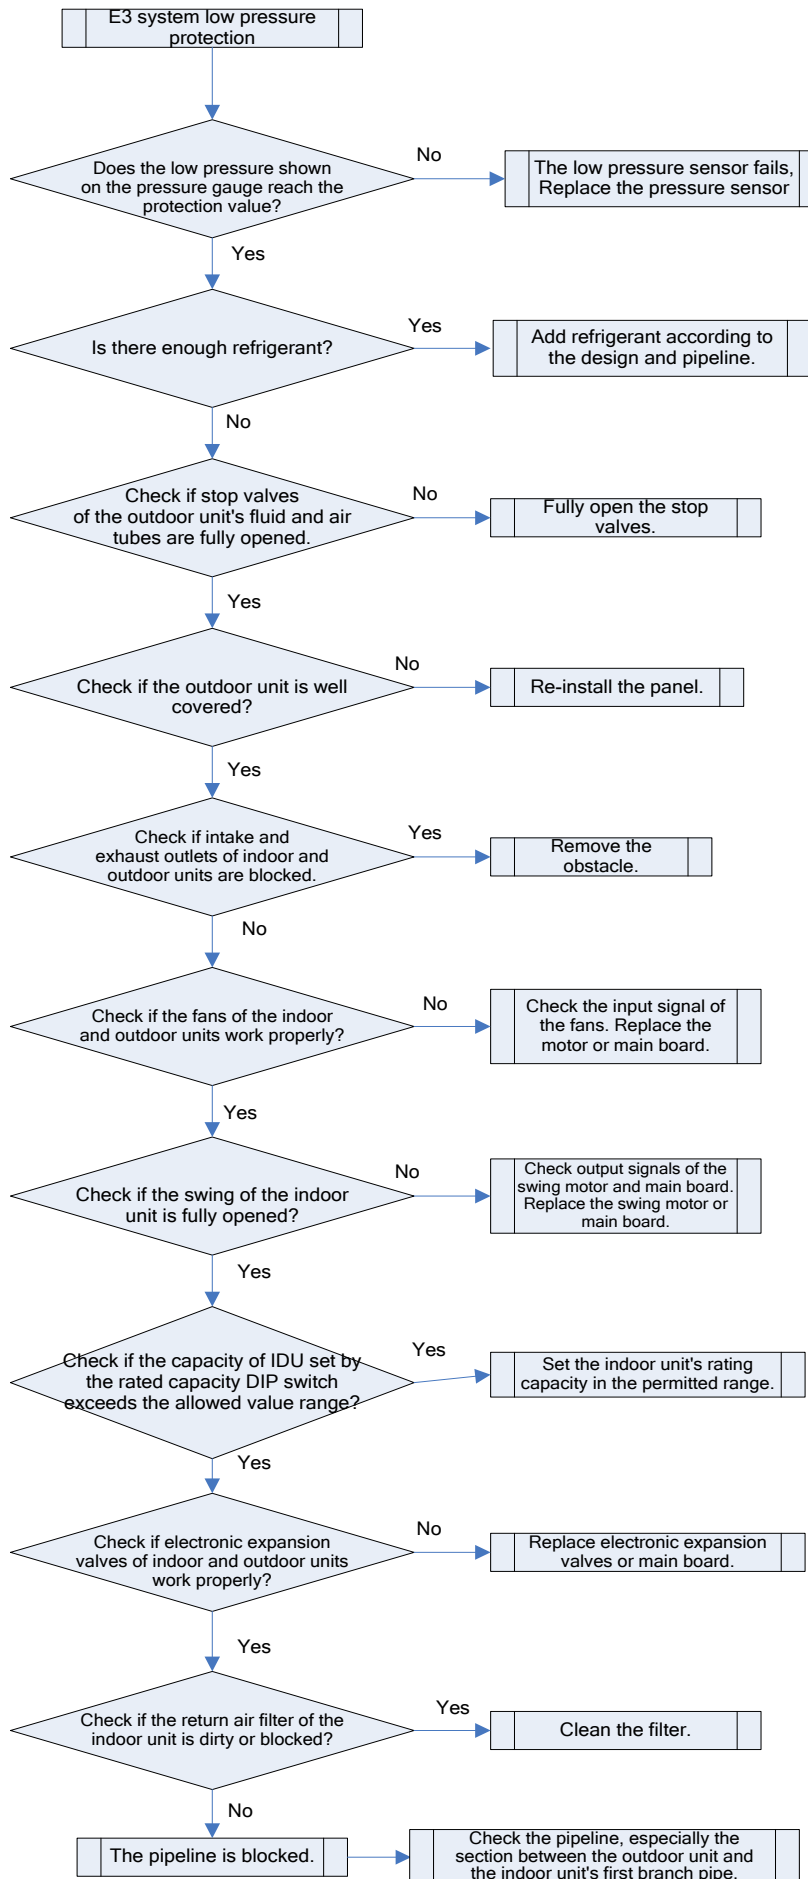 E3 system low pressure
protection
Does the low pressure shown
on the pressure gauge reach the
protection value?
No
The low pressure sensor fails,
Replace the pressure sensor
Yes
Is there enough refrigerant?
Yes
Add refrigerant according to
the design and pipeline.
No
Check if stop valves
of the outdoor unit's fluid and air
tubes are fully opened.
No
Fully open the stop
valves.
Yes
Check if the outdoor unit is well
covered?
No
Re-install the panel.
Yes
Check if intake and
exhaust outlets of indoor and
outdoor units are blocked.
Yes
Remove the
obstacle.
No
Check if the fans of the indoor
and outdoor units work properly?
No
Check the input signal of
the fans. Replace the
motor or main board.
Yes
Check if the swing of the indoor
unit is fully opened?
No
Check output signals of the
swing motor and main board.
Replace the swing motor or
main board.
Yes
Check if the capacity of IDU set by
the rated capacity DIP switch
exceeds the allowed value range?
Yes
Set the indoor unit's rating
capacity in the permitted range.
Yes
Check if electronic expansion
valves of indoor and outdoor units
work properly?
No
Replace electronic expansion
valves or main board.
Yes
Check if the return air filter of the
indoor unit is dirty or blocked?
Yes
Clean the filter.
No
The pipeline is blocked.
Check the pipeline, especially the
section between the outdoor unit and
the indoor unit's first branch pipe.